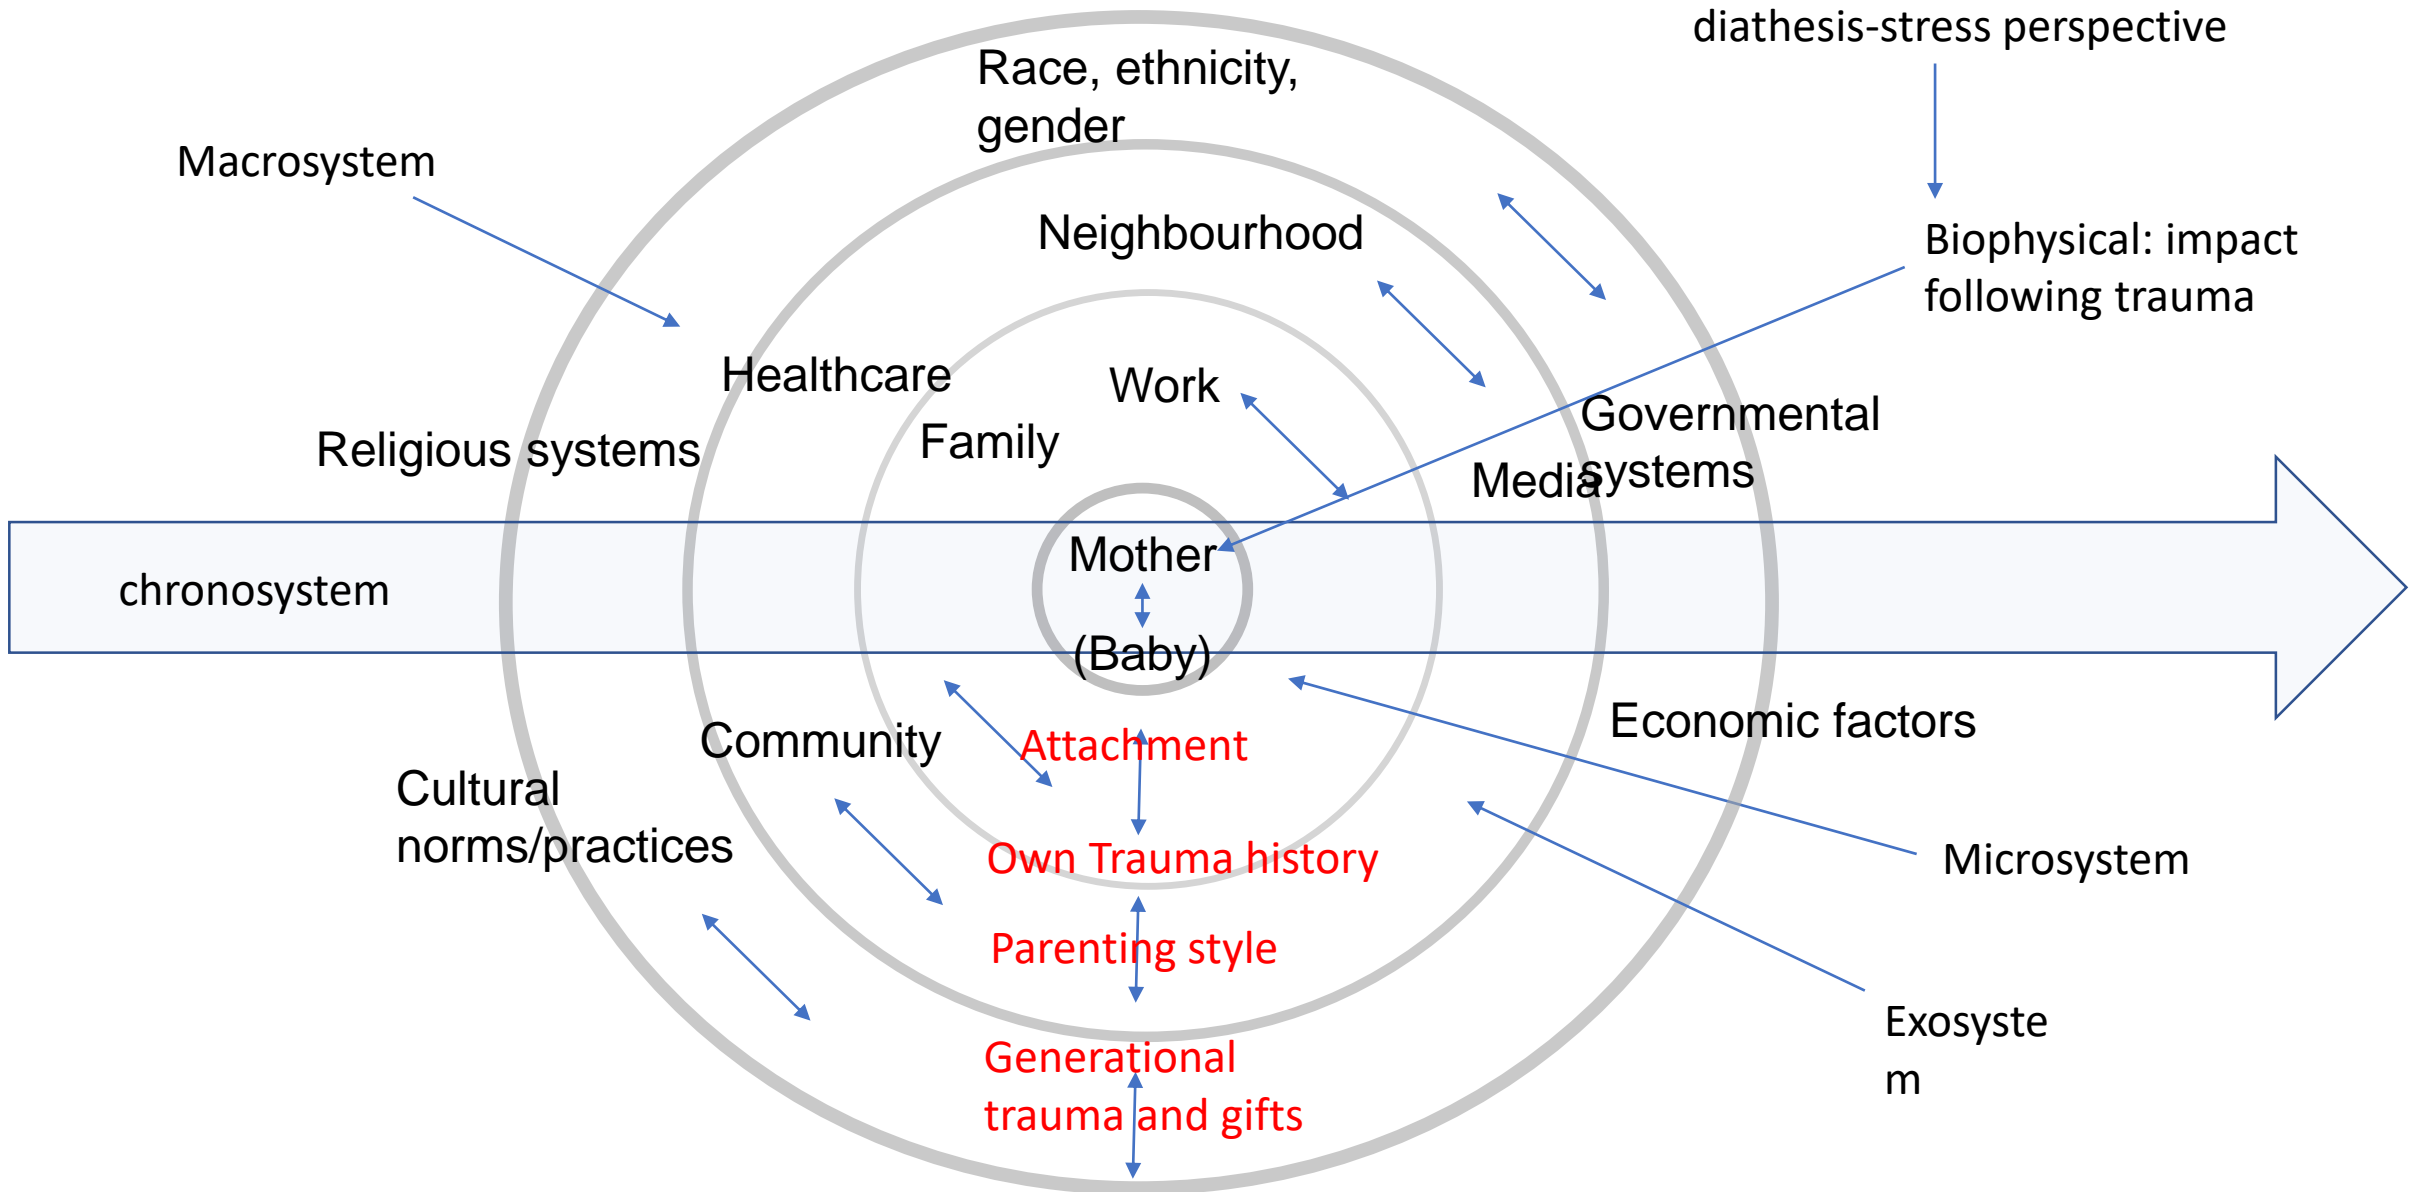 diathesis-stress perspective
Race, ethnicity,
gender
Macrosystem
Neighbourhood
Biophysical: impact
following trauma
Healthcare
Work
Governmental
systems
Family
Religious systems
Media
Mother
chronosystem
(Baby)
Economic factors
Community
Attachment
Cultural
norms/practices
Own Trauma history
Microsystem
Parenting style
Exosyste
m
Generational
trauma and gifts